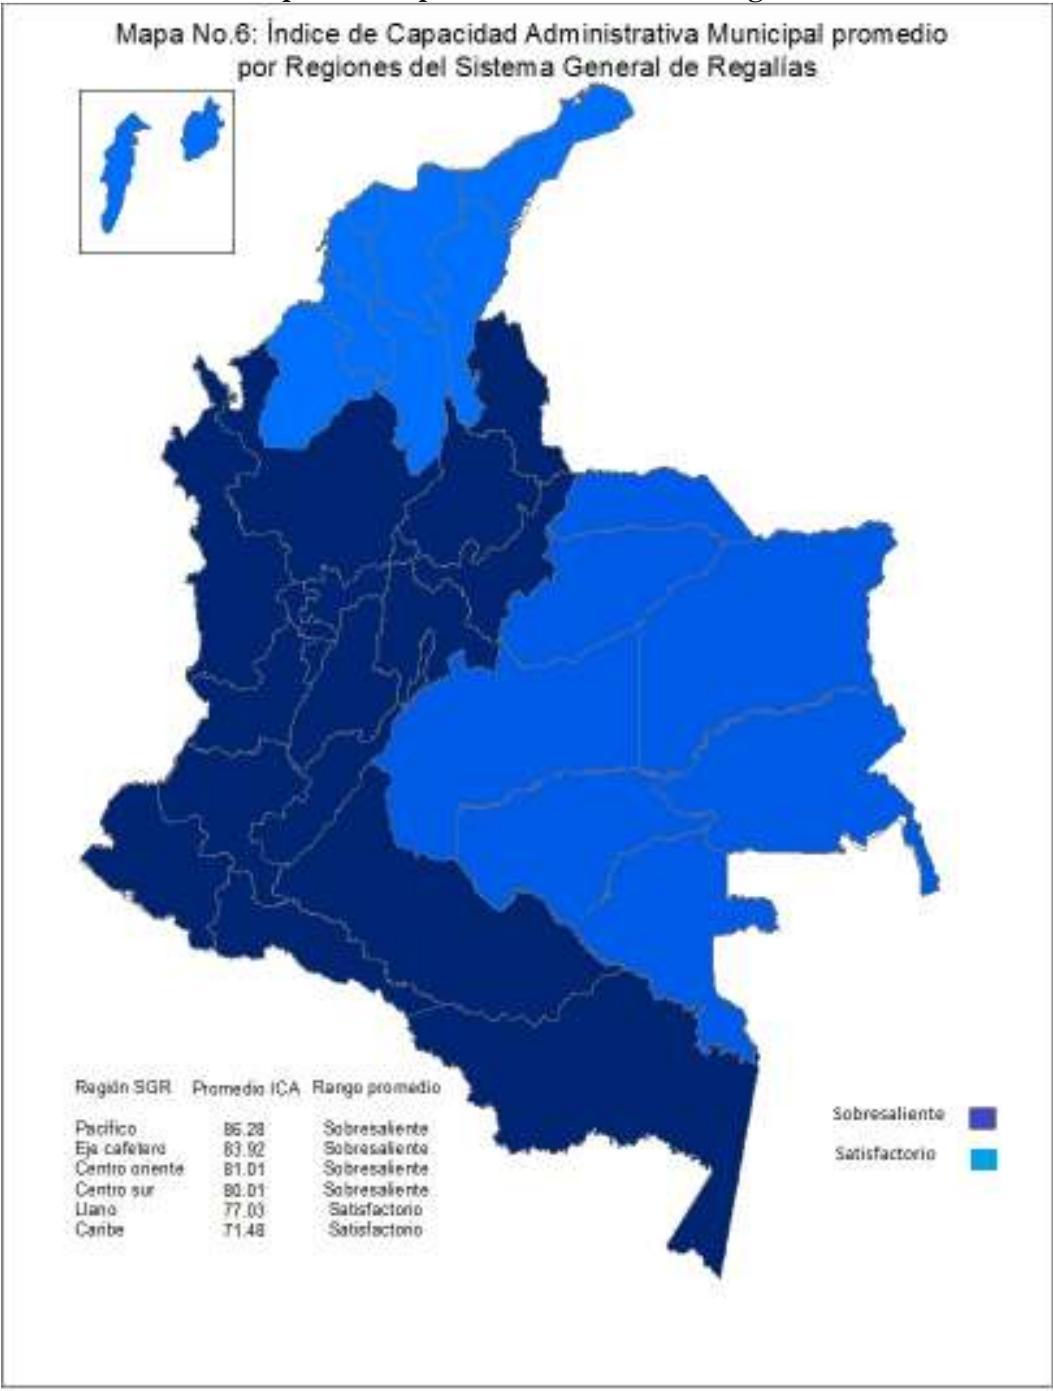 Mapa No.6: Índice de Capacidad Administrativa Municipal promedio
por Regiones del Sistema General de Regalías
Región SGR Promedio ICA Rango promedio
Pacífico 86.28 Sobresaliente
Eje cafetero 83.92 Sobresaliente
Centro oriente 81.01 Sobresaliente
Centro sur 80.01 Sobresaliente
Llano 77.03 Satisfactorio
Caribe 71.48 Satisfactorio
Sobresaliente
Satisfactorio